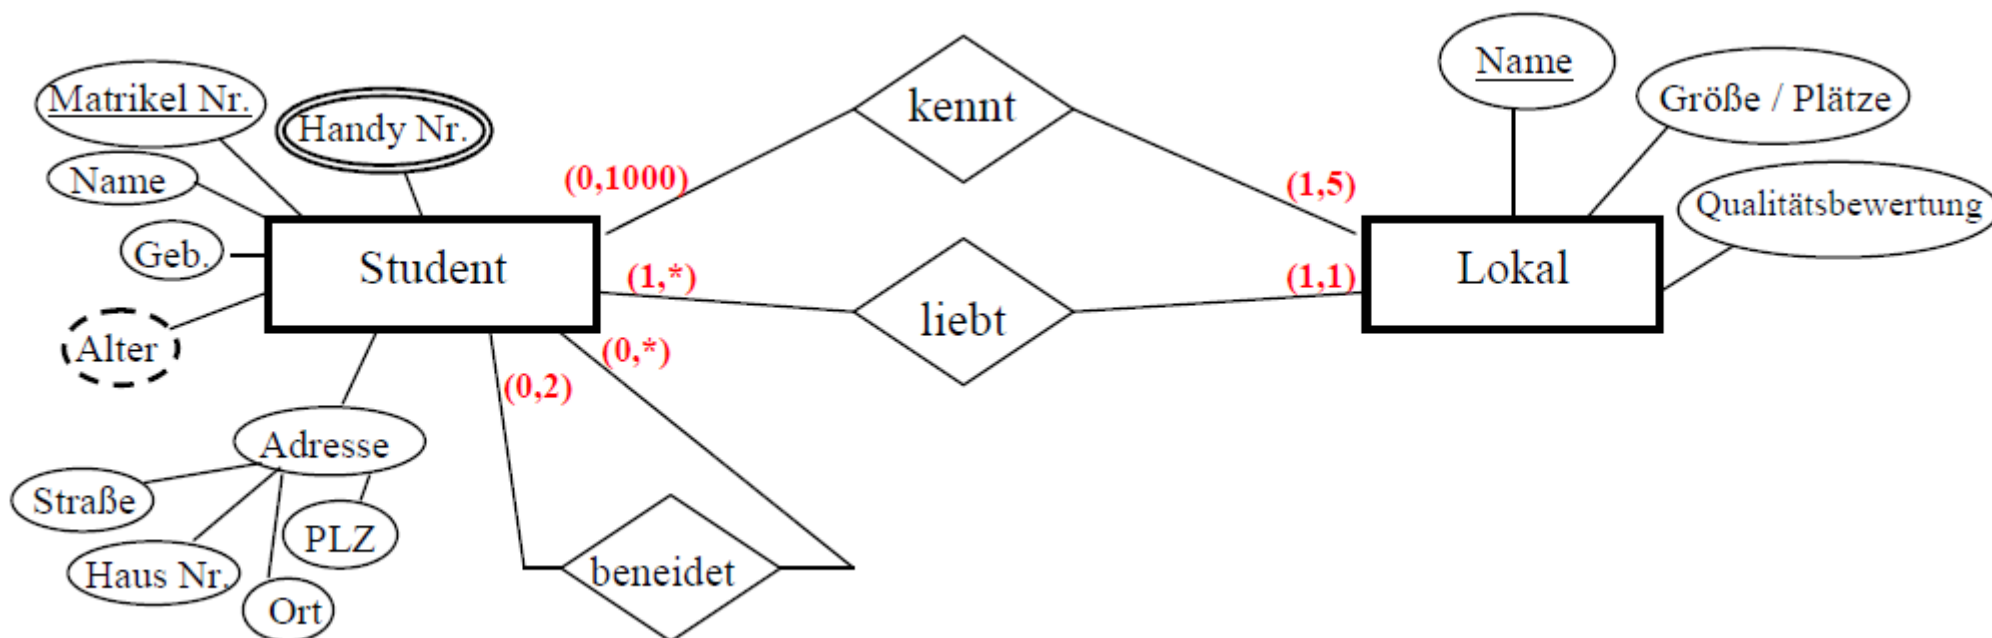 Name
Matrikel Nr.
Handy Nr.
kennt
Größe / Plätze
Name
(0,1000)
(1,5)
Qualitätsbewertung
Geb.
Student
(1,*)
(1,1)
Lokal
liebt
Alter
(0,*)
(0,2)
Adresse
Straße
PLZ
Haus Nr.
beneidet
Ort